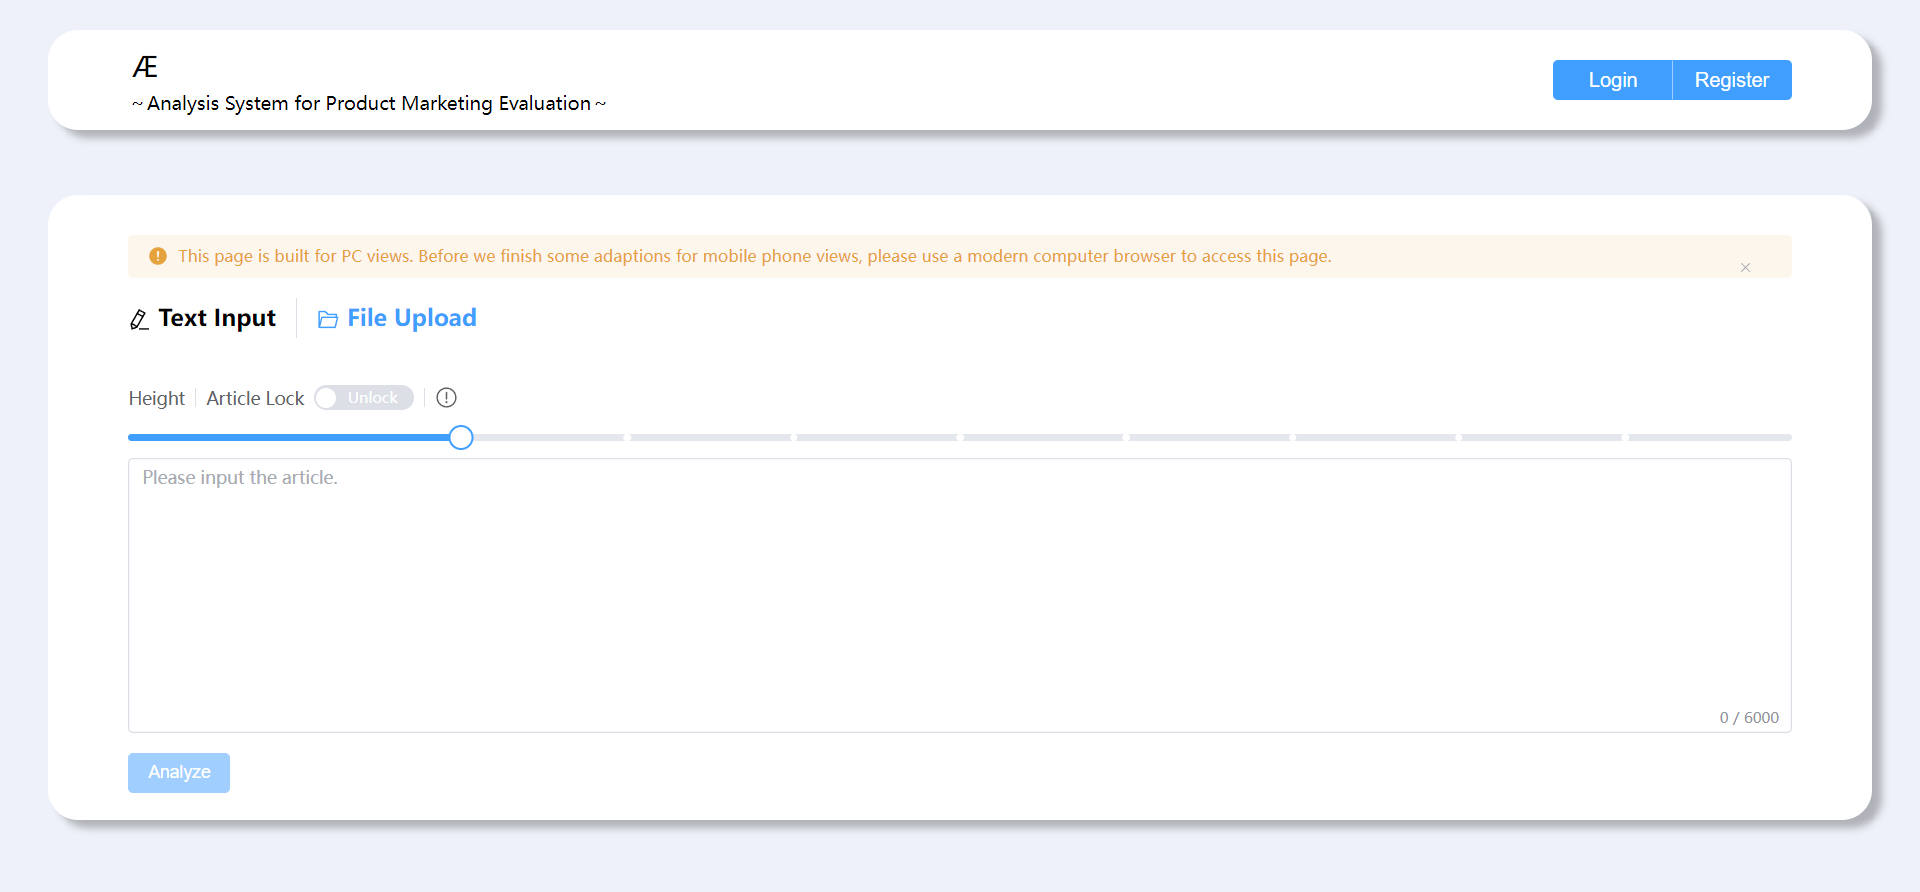 Æ
~Analysis System for Product Marketing Evaluation~
Login
Register
This page is built for PC views. Before we finish some adaptions for mobile phone views, please use a modern computer browser to access this page.
Text Input
File Upload
Height
Article Lock
Unlock
Please input the article.
0 / 6000
Analyze